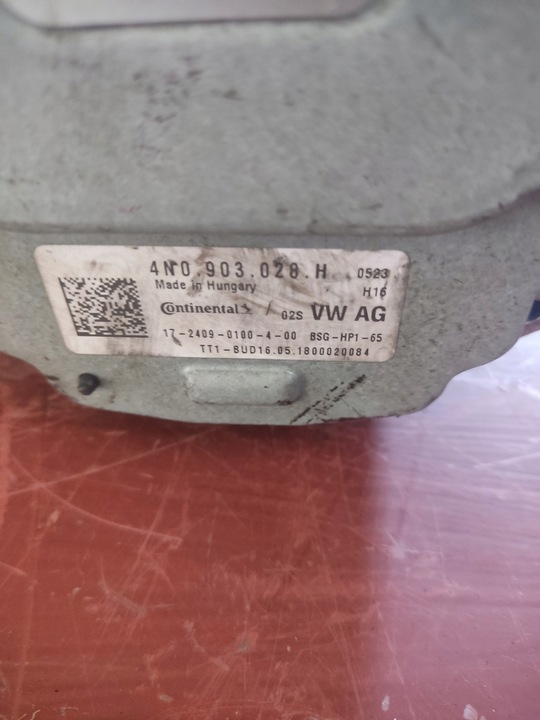 4N0.903.028.H 0523
Made in Hungary H16
Continental / 02S VW AG
17-2409-0100-4-00 BSG-HP1-65
TT1-BUD16.05.1800020084